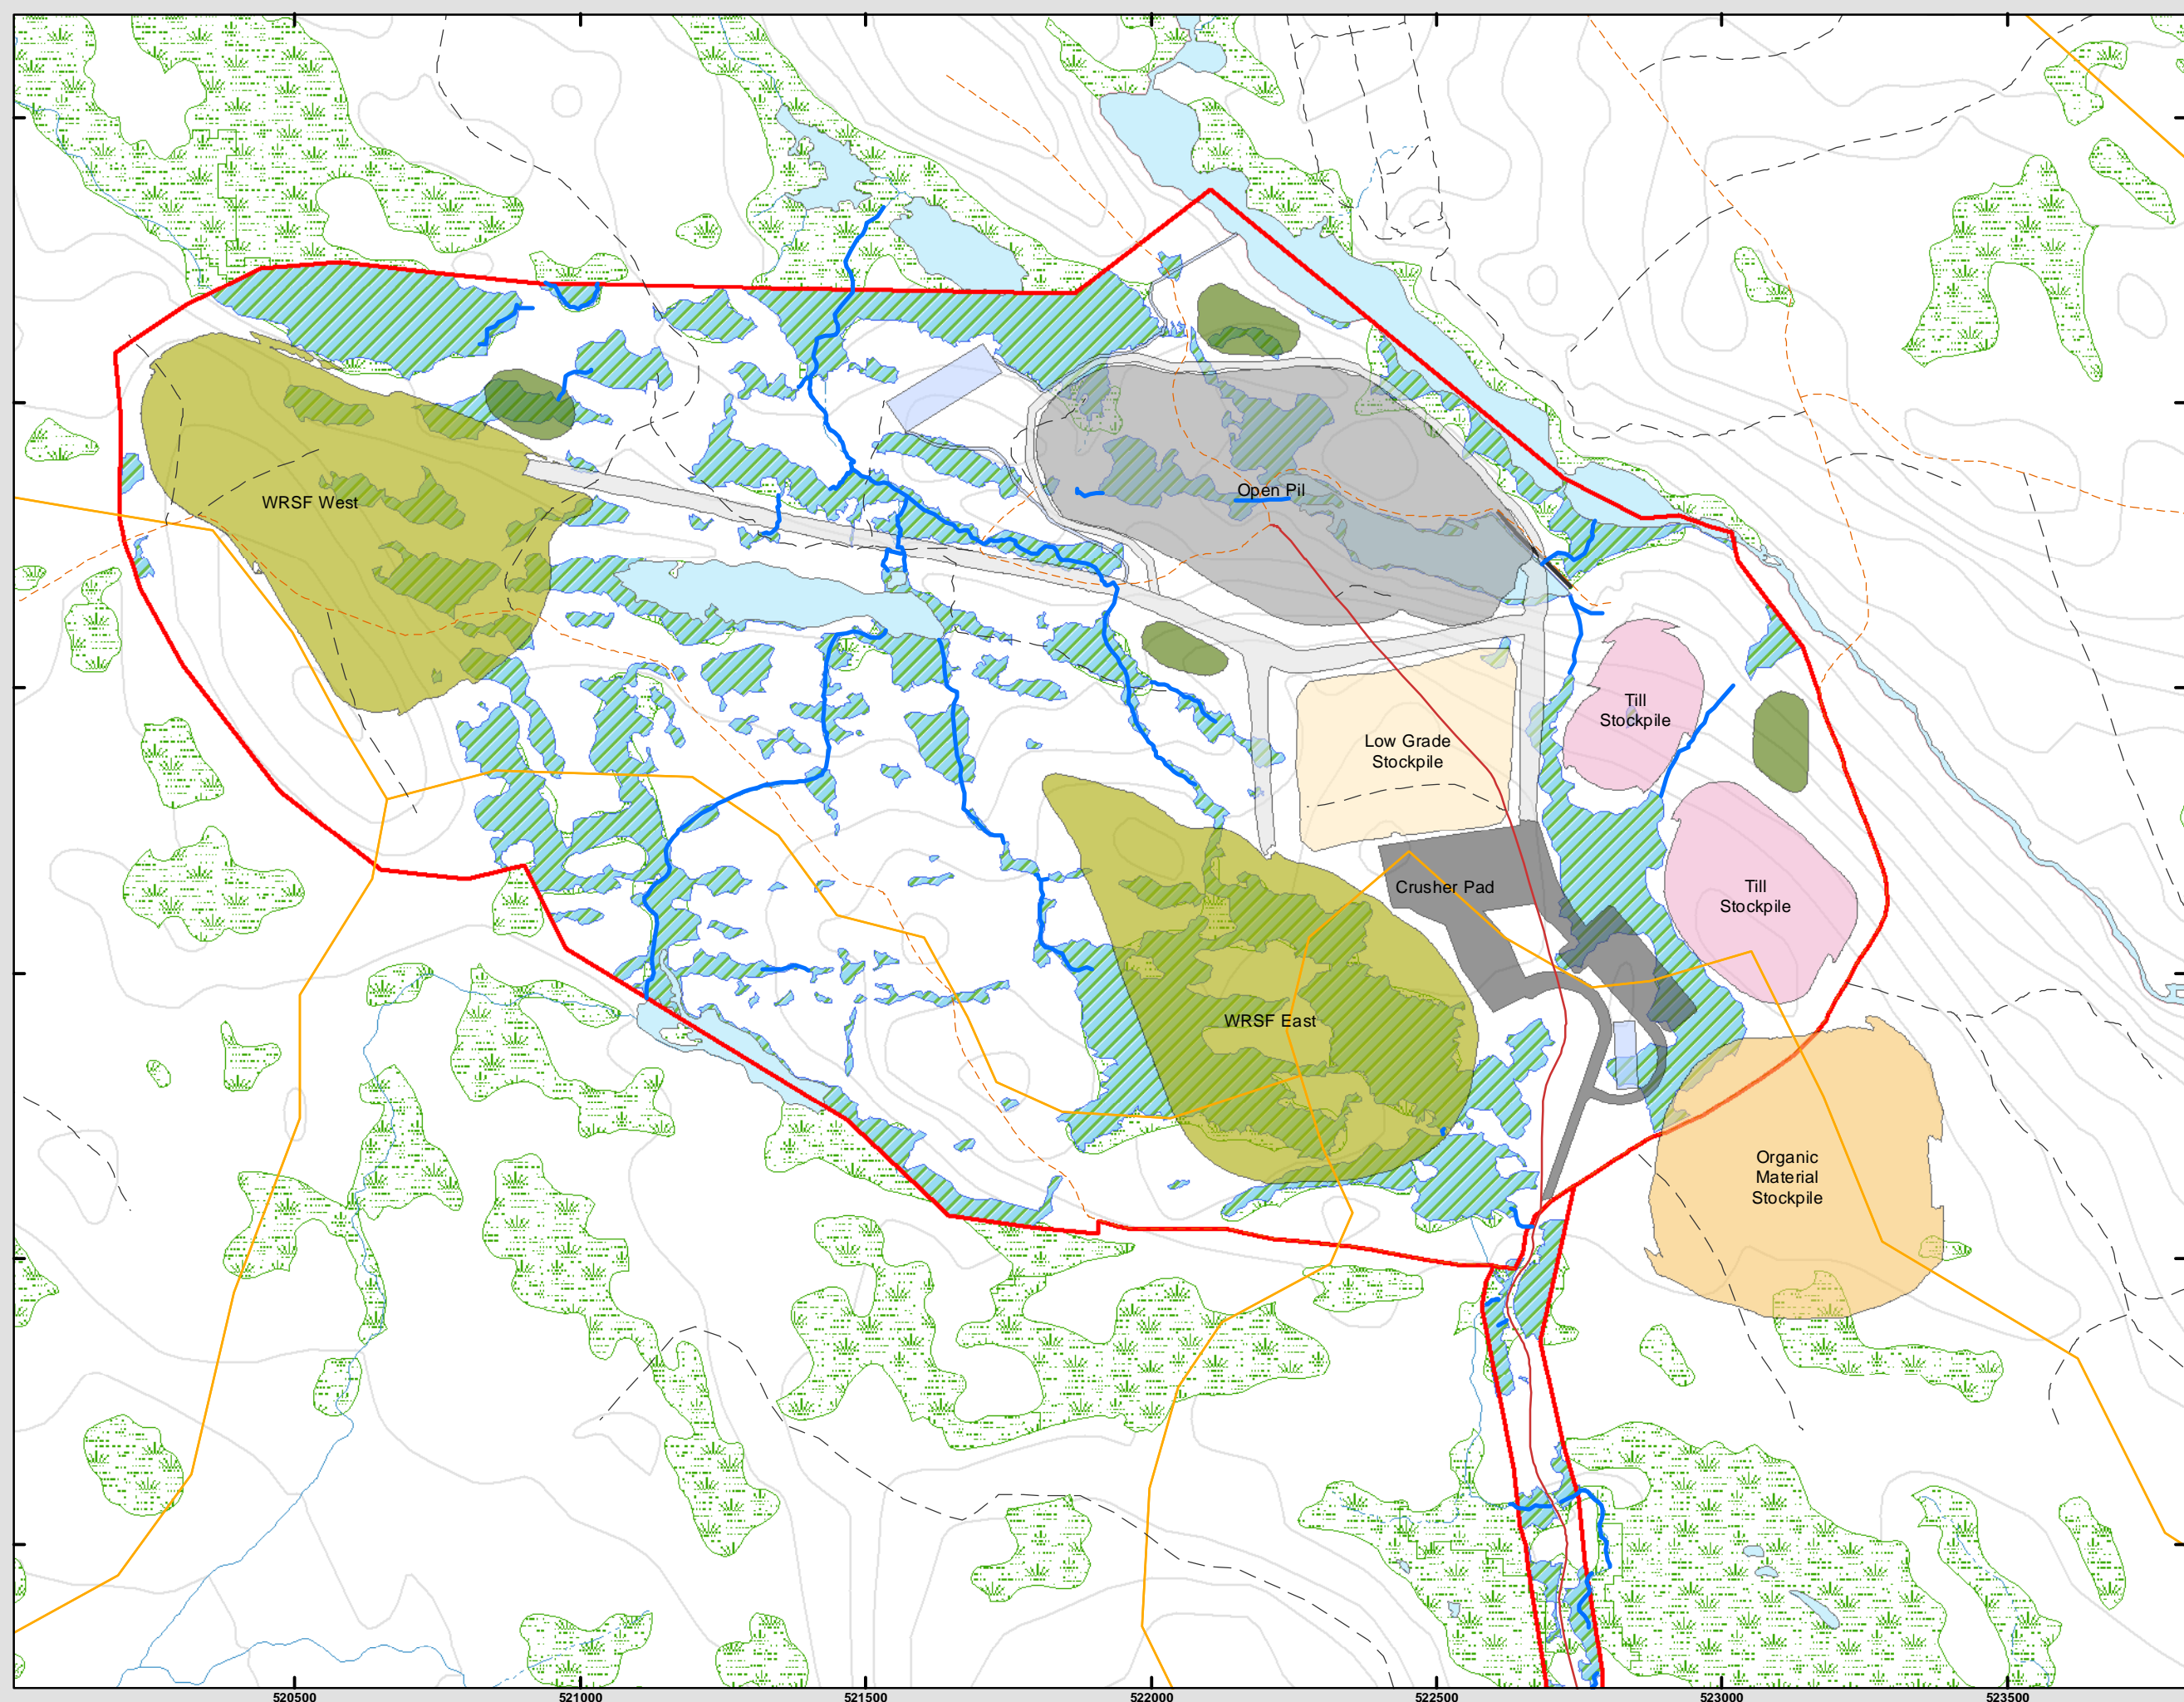 Open Pil
WRSF West
Till
Stockpile
Low Grade
Stockpile
Crusher Pad
Till
Stockpile
WRSF East
Organic
Material
Stockpile
520500
521000
521500
522000
522500
523000
523500